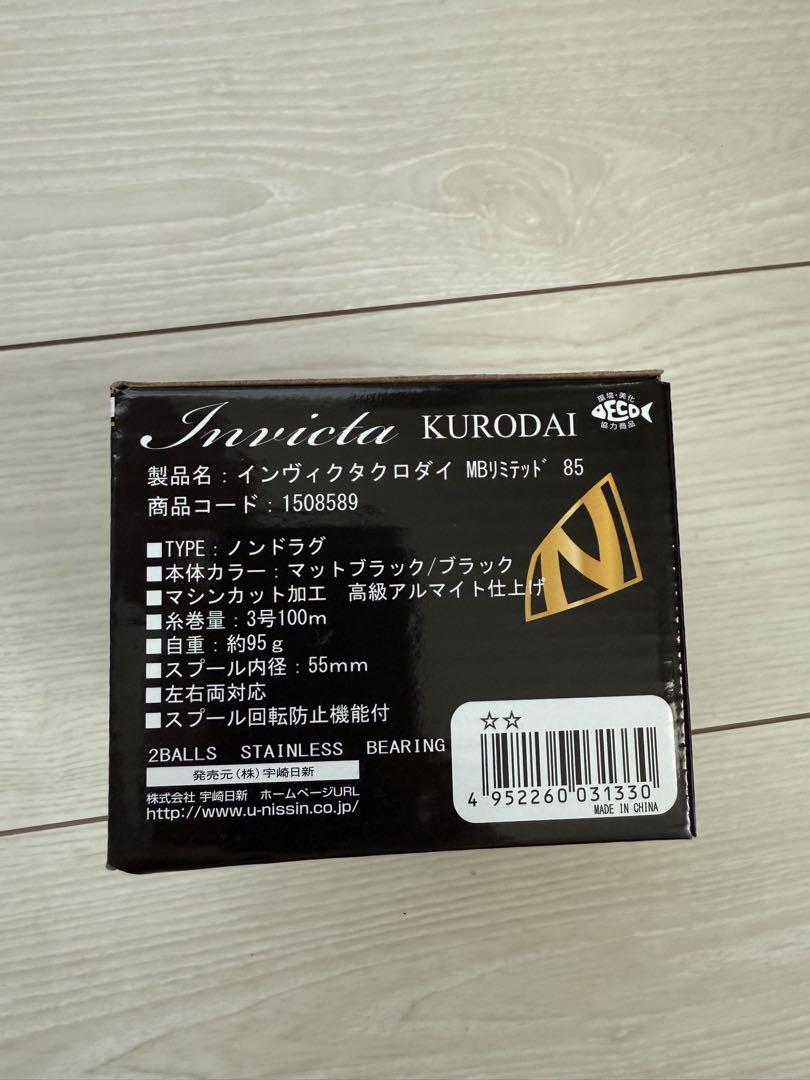 Invicta KURODAI
環境・美化
ECO
協力商品
製品名：インヴィクタクロダイ MBﾘﾐﾃｯﾄﾞ 85
商品コード：1508589
■TYPE：ノンドラグ
■本体カラー：マットブラック/ブラック
■マシンカット加工　高級アルマイト仕上げ
■糸巻量：3号100m
■自重：約95g
■スプール内径：55mm
■左右両対応
■スプール回転防止機能付
N
2BALLS STAINLESS BEARING
発売元（株）宇崎日新
株式会社 宇崎日新　ホームページURL
http://www.u-nissin.co.jp/
☆☆
4 952260 031330
MADE IN CHINA